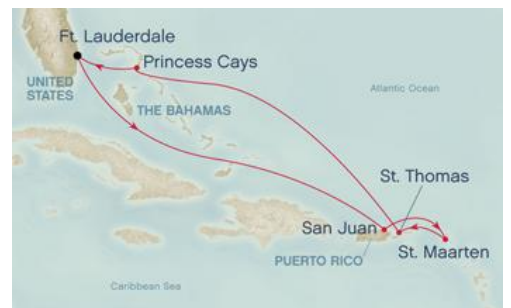 Ft. Lauderdale
Princess Cays
UNITED
STATES
THE BAHAMAS
Atlantic Ocean
St. Thomas
San Juan
St. Maarten
PUERTO RICO
Caribbean Sea